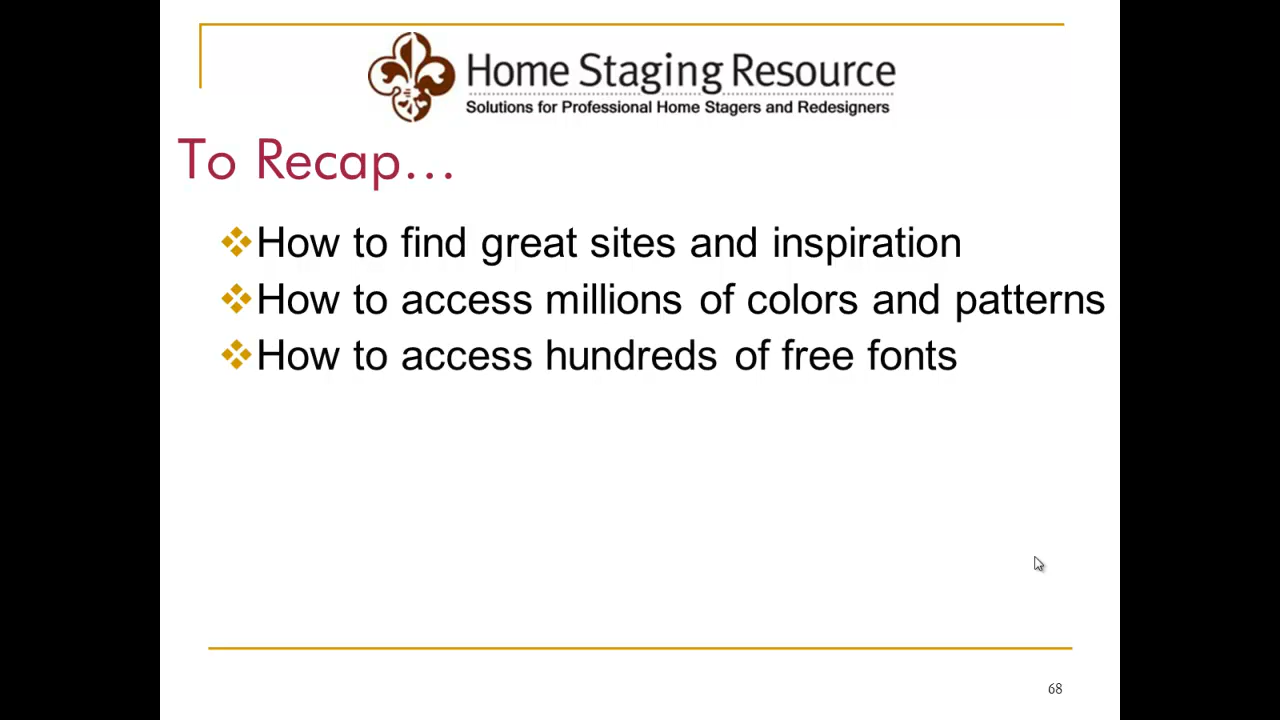 Home Staging Resource
Solutions for Professional Home Stagers and Redesigners
To Recap...
How to find great sites and inspiration
How to access millions of colors and patterns
How to access hundreds of free fonts
68